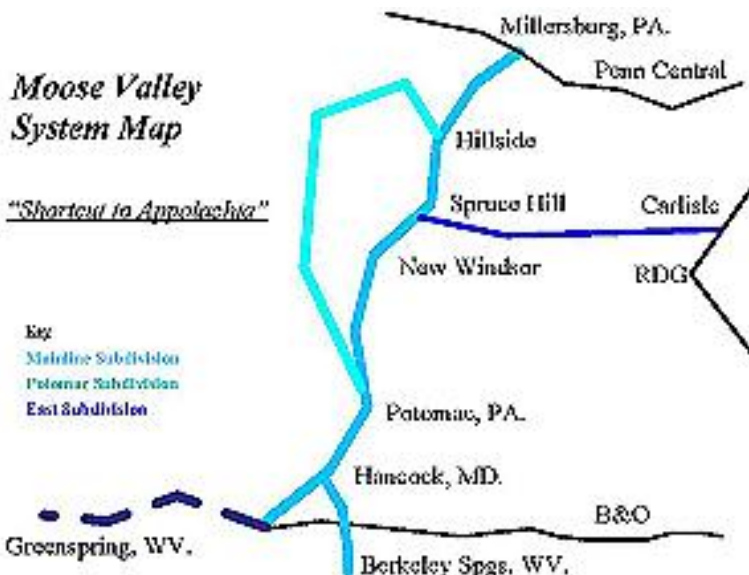 Moose Valley
System Map
"Shortcut to Appolachia"
Millersburg, PA.
Penn Central
Hillside
Spruce Hill
Carlisle
New Windsor
RDG
Key
Mainline Subdivision
Potomac Subdivision
East Subdivision
Potomac, PA.
Hancock, MD.
B&O
Greenspring, WV.
Berkeley Spgs. WV.